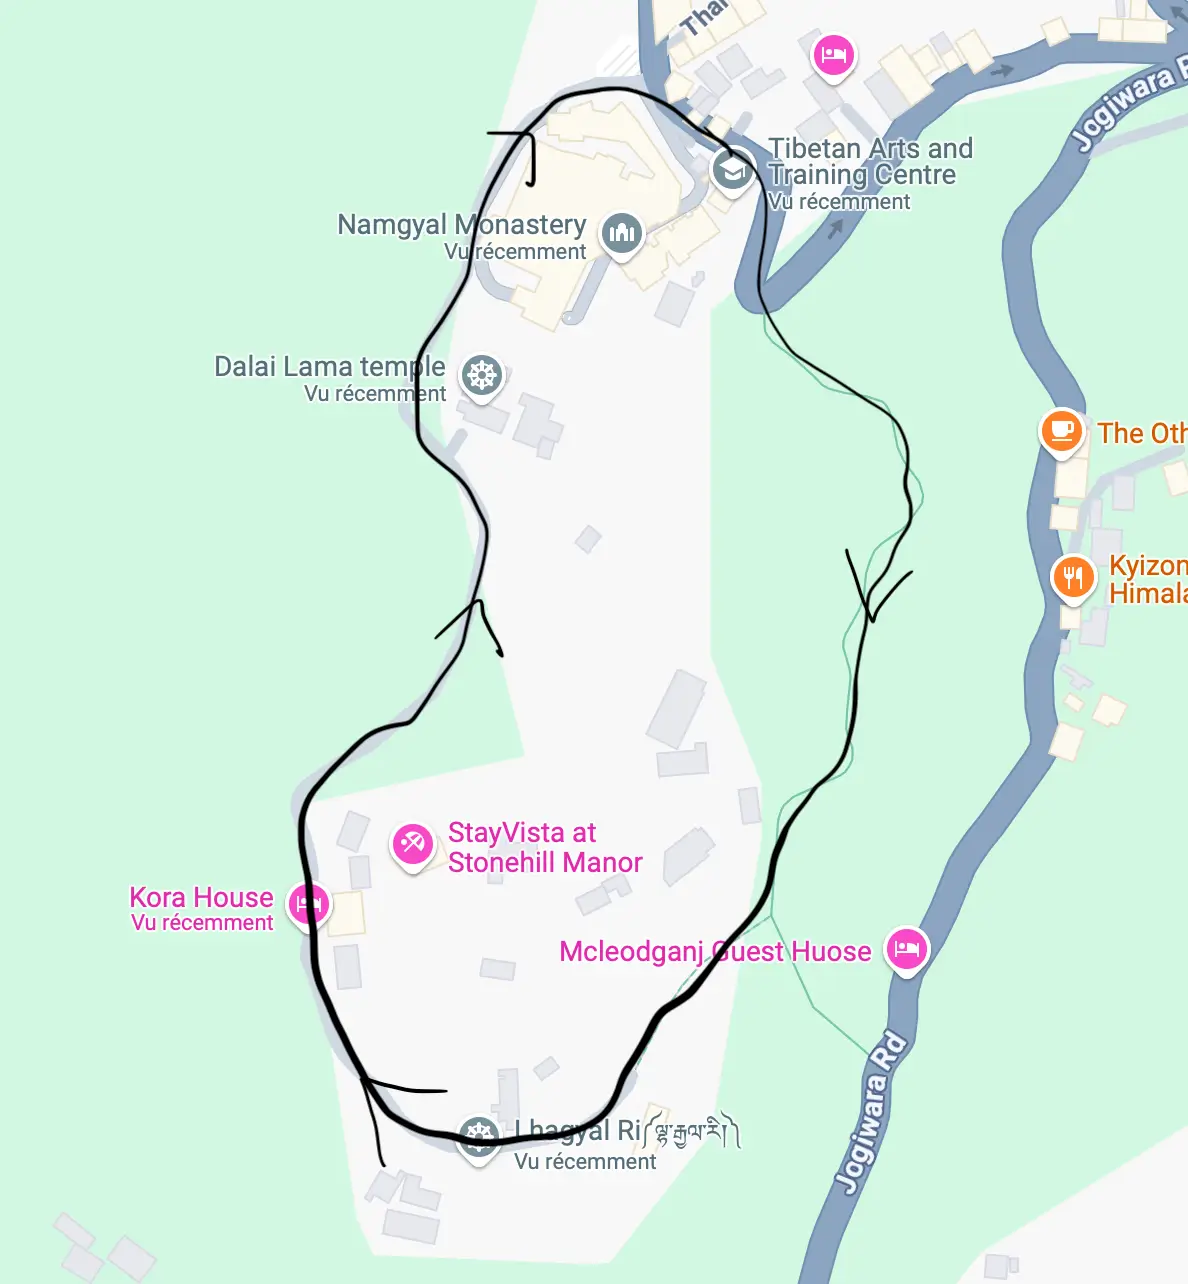 Tibetan Arts and
Training Centre
Vu récemment
Jogiwara
Namgyal Monastery
Vu récemment
Dalai Lama temple
Vu récemment
The Oth
Kyizon
Himala
StayVista at
Stonehill Manor
Kora House
Vu récemment
Mcleodganj Guest Huose
Jogiwara Rd
Lhagyal Ri༼ལྷ་རྒྱལ་རི།༽
Vu récemment